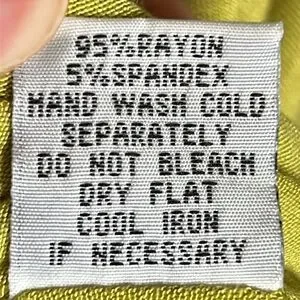 95%RAYON
5%SPANDEX
HAND WASH COLD
SEPARATELY
DO NOT BLEACH
DRY FLAT
COOL IRON
IF NECESSARY